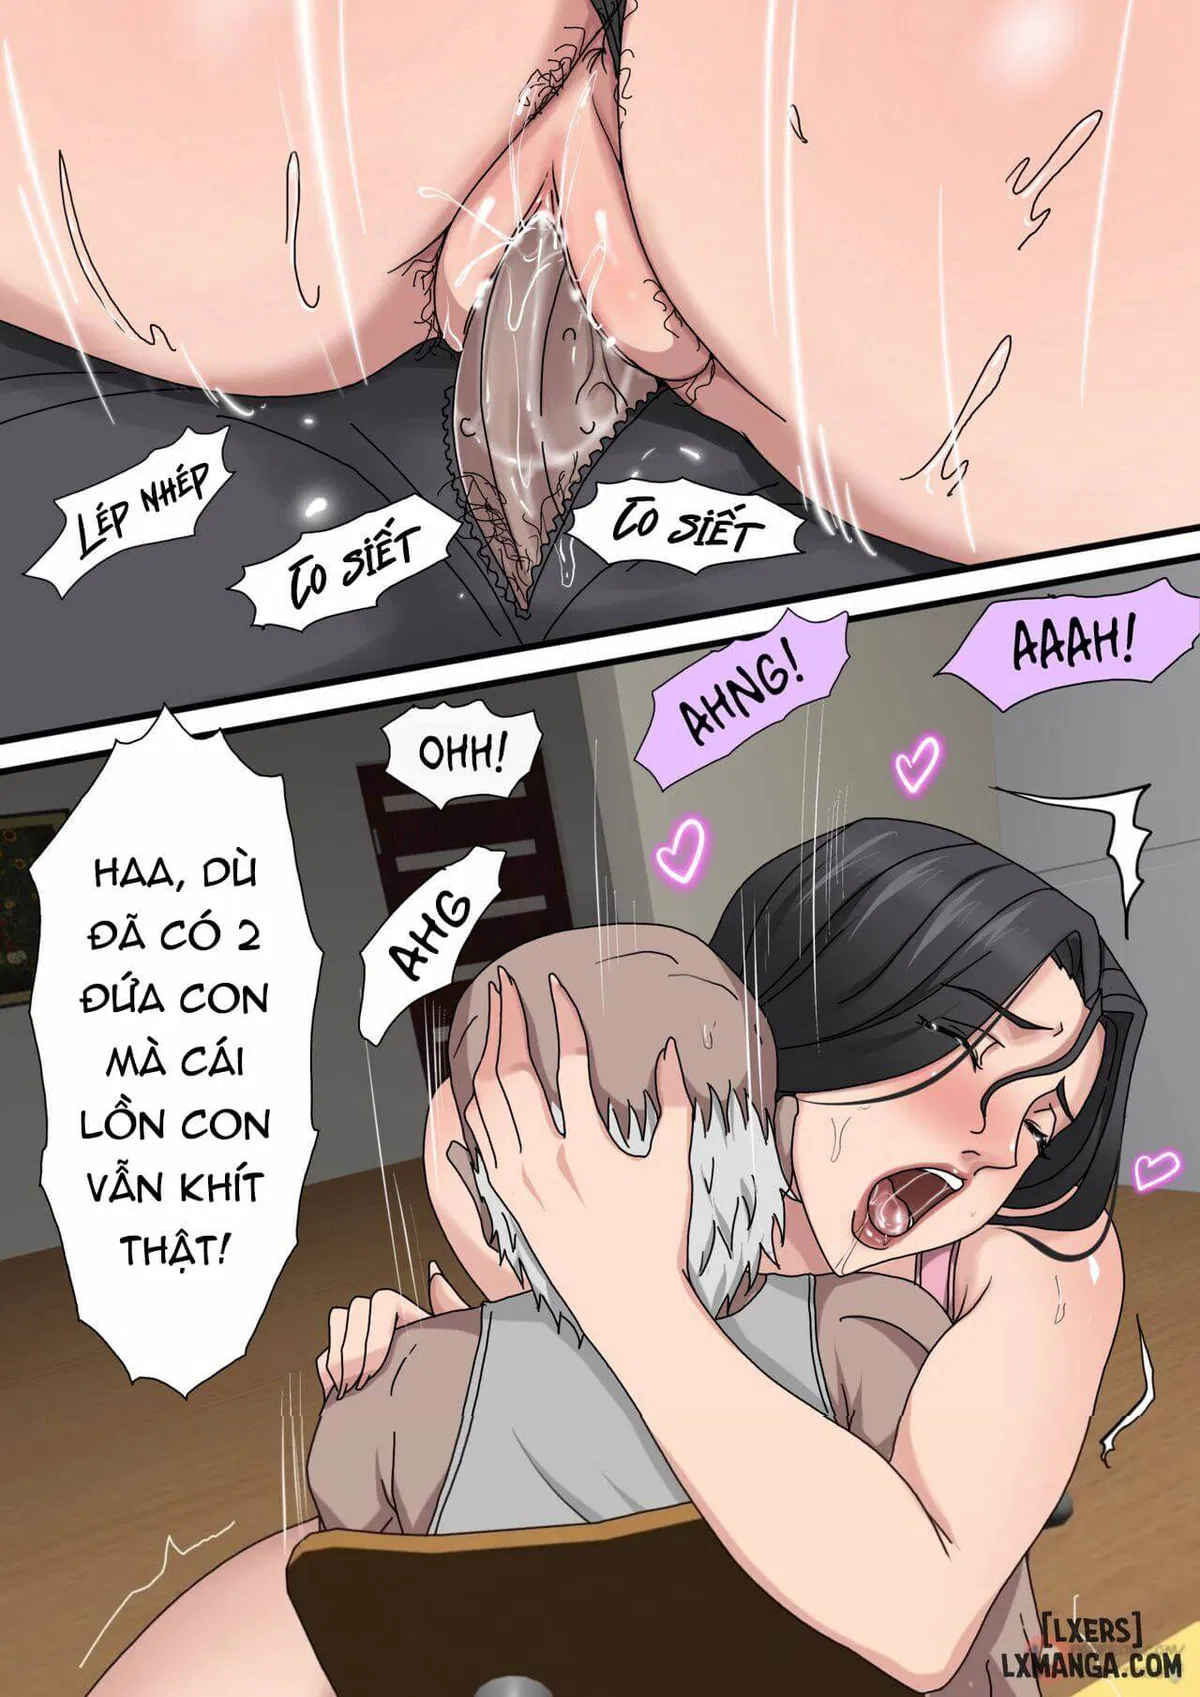 LÉP NHÉP
CO SIẾT
CO SIẾT
AHNG!
AAAH!
OHH!
AHG
HAA, DÙ
ĐÃ CÓ 2
ĐỨA CON
MÀ CÁI
LỒN CON
VẪN KHÍT
THẬT!
[LXERS]
LXMANGA.COM